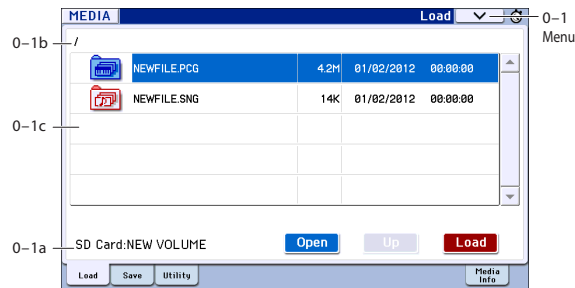 MEDIA Load 0–1
Menu
0–1b /
NEWFILE.PCG 4.2M 01/02/2012 00:00:00
NEWFILE.SNG 14K 01/02/2012 00:00:00
0–1c
0–1a SD Card:NEW VOLUME Open Up Load
Load Save Utility Media
Info